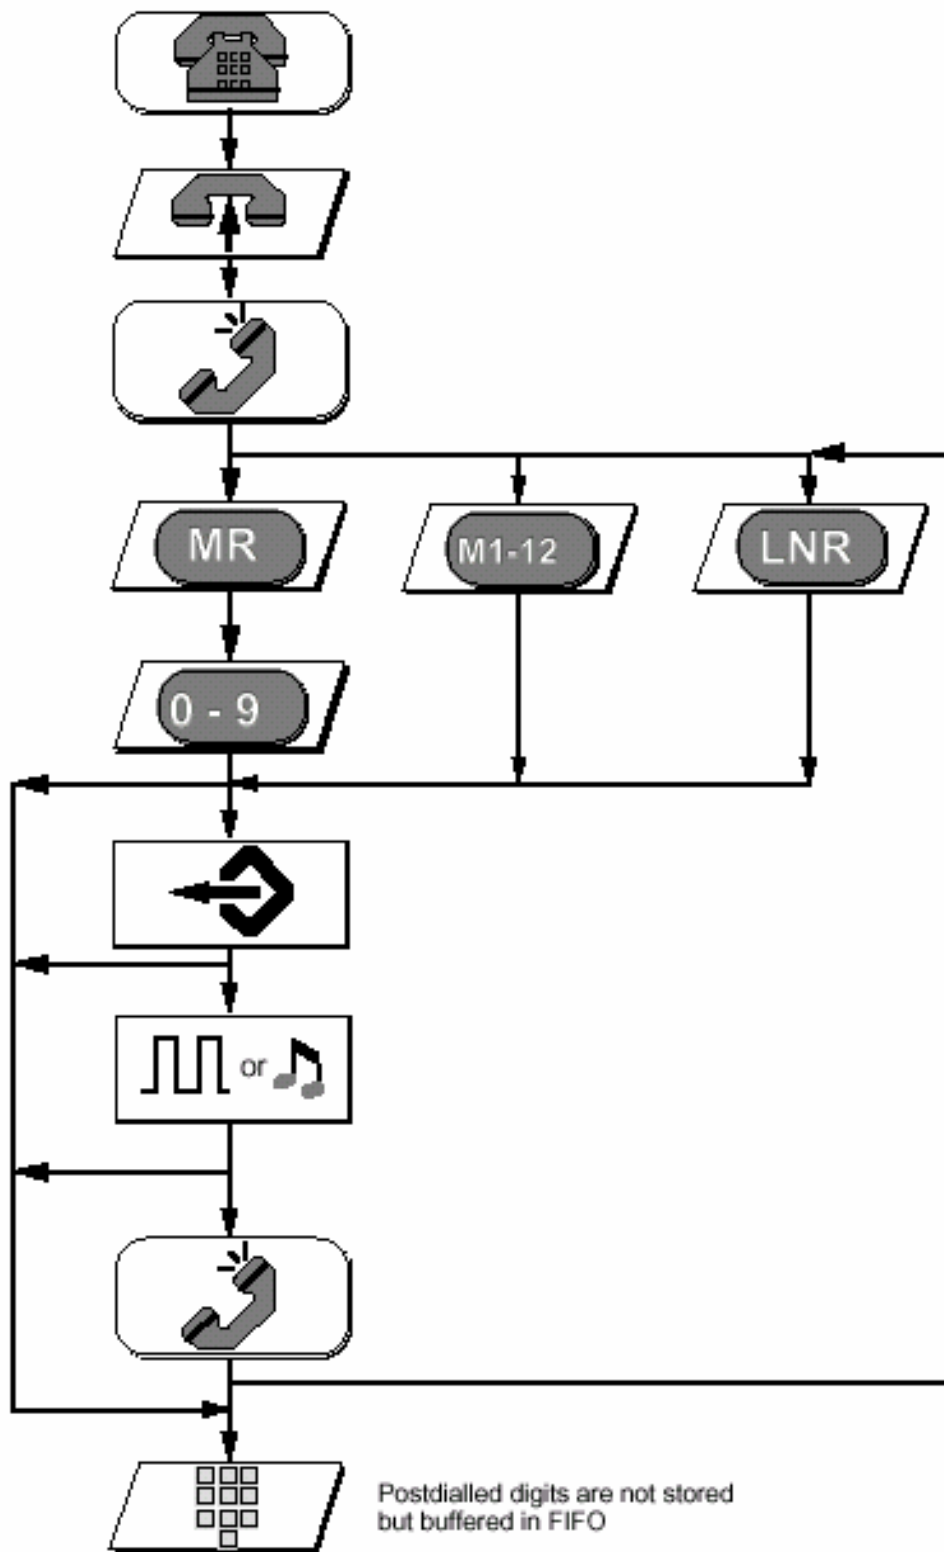 MR
M1-12
LNR
0 - 9
or
Postdialled digits are not stored
but buffered in FIFO